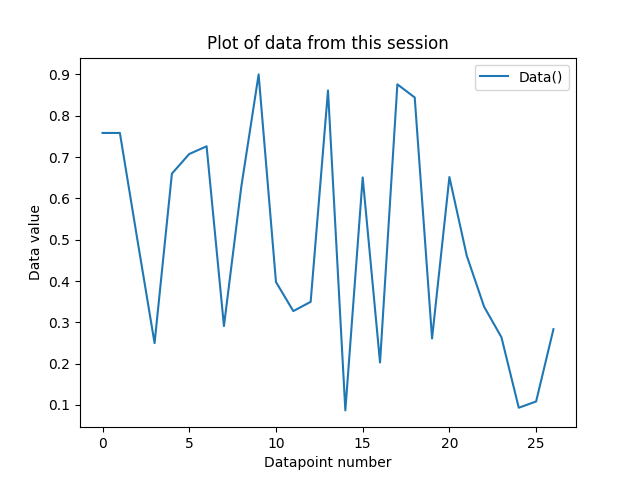 Plot of data from this session
Data()
Data value
0.9
0.8
0.7
0.6
0.5
0.4
0.3
0.2
0.1
0 5 10 15 20 25
Datapoint number